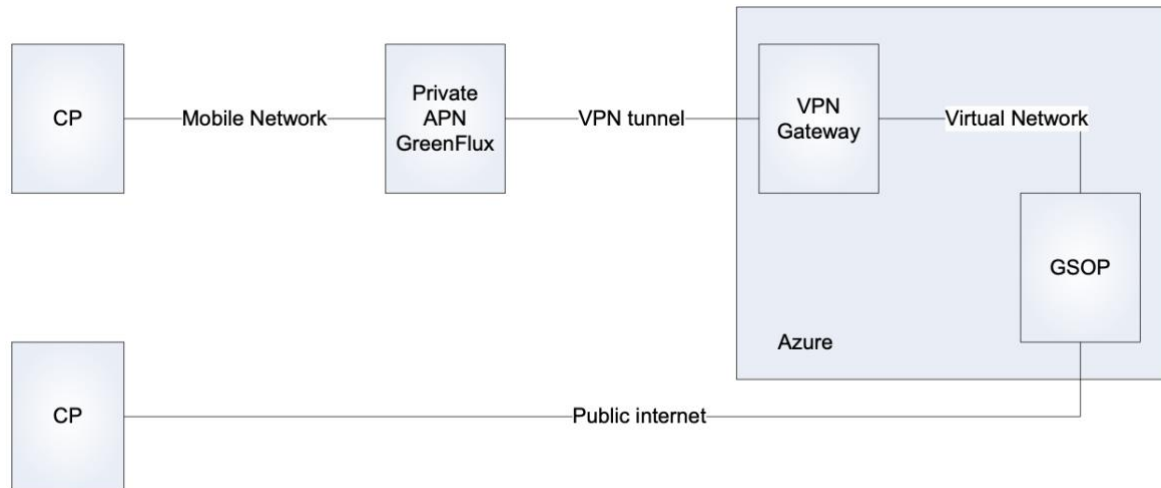 CP
Mobile Network
Private
APN
GreenFlux
VPN tunnel
VPN
Gateway
Virtual Network
GSOP
Azure
CP
Public internet